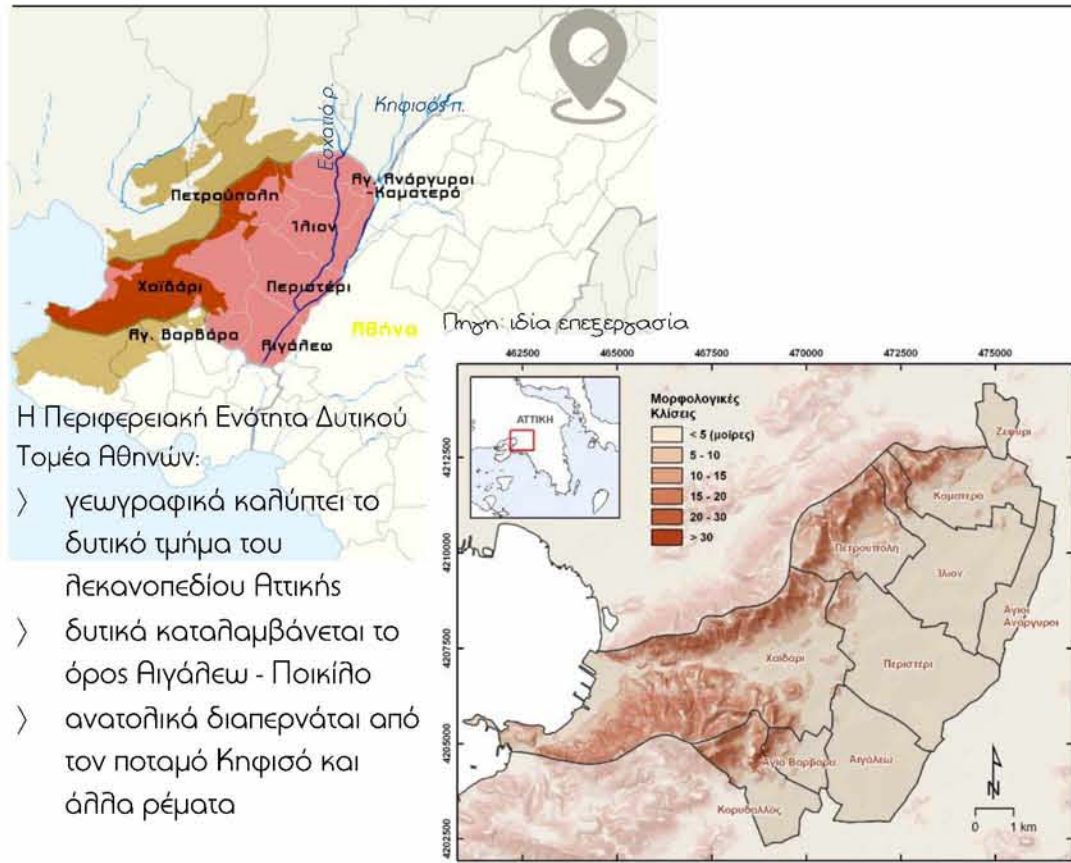 Εσχατιά ρ.
Κηφισός π.
Πετρούπολη
Αγ. Ανάργυροι
-Καματερό
Ίλιον
Χαϊδάρι
Περιστέρι
Αγ. Βαρβάρα
Αιγάλεω
Αθήνα
Πηγη: ιδία επεξεργασία
Η Περιφερειακή Ενότητα Δυτικού
Τομέα Αθηνών:
〉 γεωγραφικά καλύπτει το
δυτικό τμήμα του
λεκανοπεδίου Αττικής
〉 δυτικά καταλαμβάνεται το
όρος Αιγάλεω - Ποικίλο
〉 ανατολικά διαπερνάται από
τον ποταμό Κηφισό και
άλλα ρέματα
462500 465000 467500 470000 472500 475000
4212500
4210000
4207500
4205000
4202500
ΑΤΤΙΚΗ
Μορφολογικές
Κλίσεις
< 5 (μοίρες)
5 - 10
10 - 15
15 - 20
20 - 30
> 30
Ζεφύρι
Καματερό
Πετρούπολη
Ίλιον
Άγιοι
Ανάργυροι
Χαϊδάρι
Περιστέρι
Αγία Βαρβάρα
Αιγάλεω
Κορυδαλλός
N
0 1 km